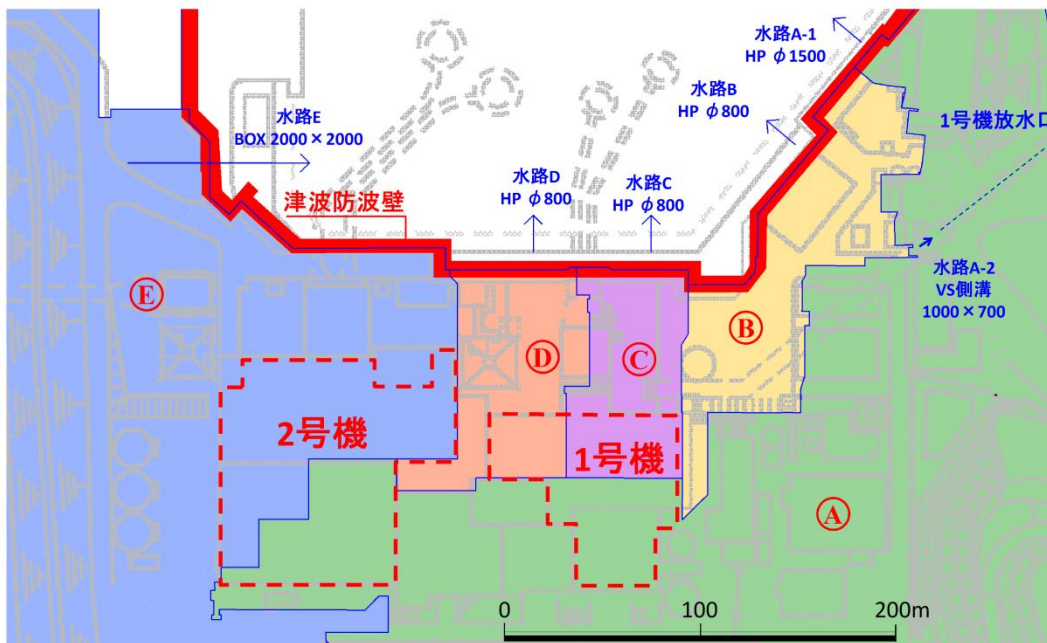 水路A-1
HP φ1500
水路B
HP φ800
水路E
BOX 2000×2000
1号機放水口
水路D
HP φ800
水路C
HP φ800
津波防波壁
水路A-2
VS側溝
1000×700
Ⓔ
Ⓓ
Ⓒ
Ⓑ
2号機
1号機
Ⓐ
0
100
200m